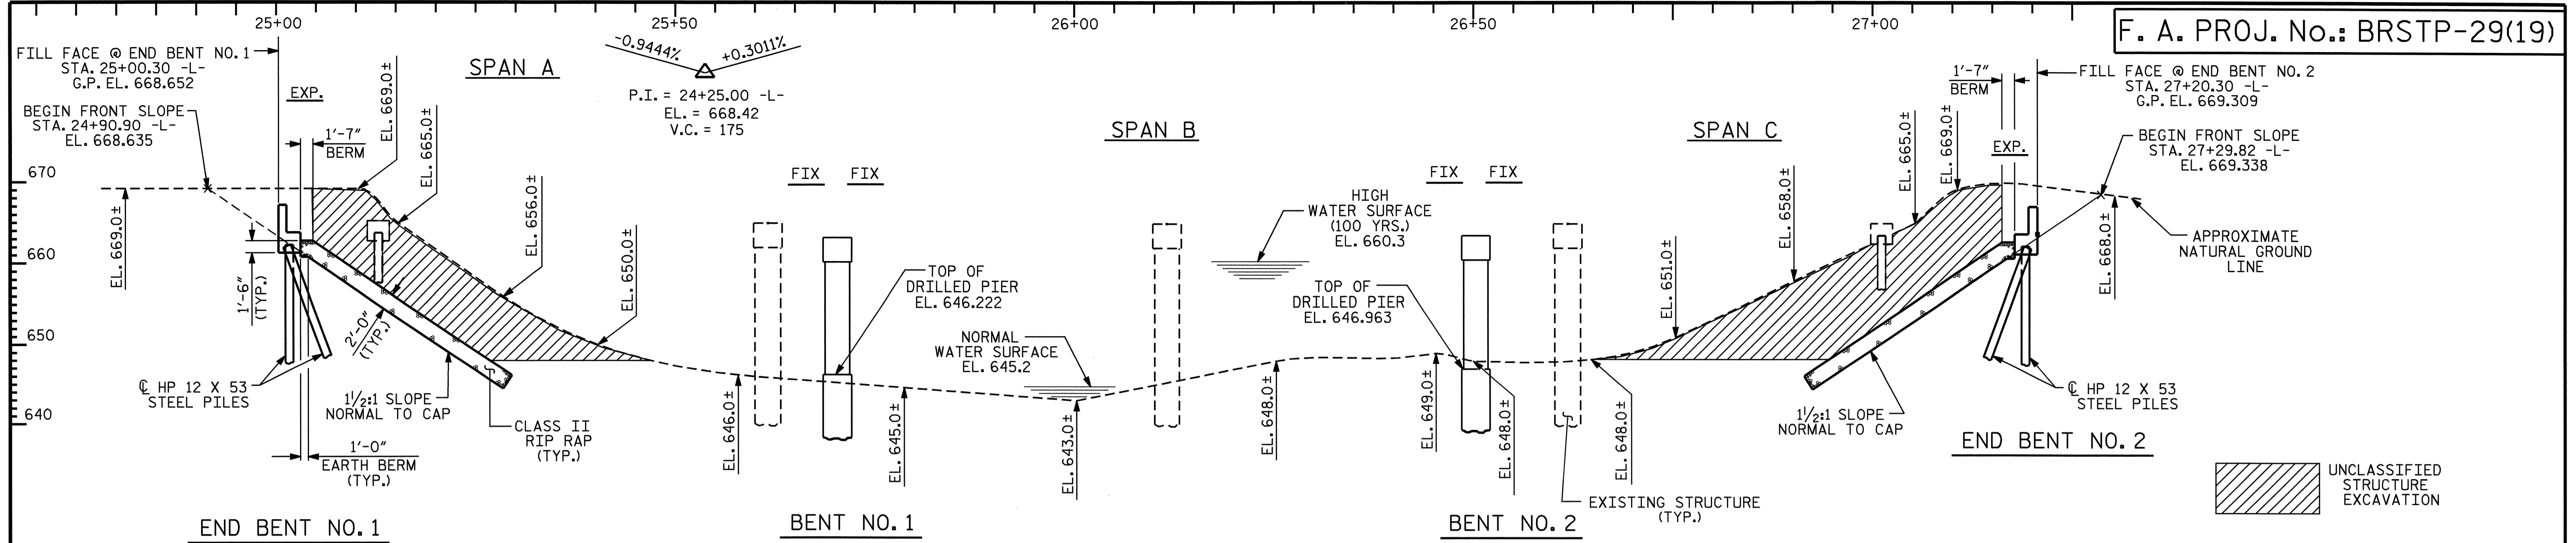 25+00
25+50
26+00
26+50
27+00
F. A. PROJ. No.: BRSTP-29(19)
FILL FACE @ END BENT NO. 1
STA. 25+00.30 -L-
G.P. EL. 668.652
BEGIN FRONT SLOPE
STA. 24+90.90 -L-
EL. 668.635
EXP.
1'-7"
BERM
EL. 669.0±
EL. 665.0±
SPAN A
-0.9444%
+0.3011%
P.I. = 24+25.00 -L-
EL. = 668.42
V.C. = 175
SPAN B
SPAN C
1'-7"
BERM
FILL FACE @ END BENT NO. 2
STA. 27+20.30 -L-
G.P. EL. 669.309
BEGIN FRONT SLOPE
STA. 27+29.82 -L-
EL. 669.338
EXP.
EL. 665.0±
EL. 669.0±
670
660
650
640
EL. 669.0±
1'-6"
(TYP.)
2'-0"
(TYP.)
EL. 656.0±
EL. 650.0±
FIX
FIX
FIX
FIX
HIGH
WATER SURFACE
(100 YRS.)
EL. 660.3
TOP OF
DRILLED PIER
EL. 646.222
NORMAL
WATER SURFACE
EL. 645.2
TOP OF
DRILLED PIER
EL. 646.963
EL. 651.0±
EL. 658.0±
EL. 668.0±
APPROXIMATE
NATURAL GROUND
LINE
℄ HP 12 X 53
STEEL PILES
1½:1 SLOPE
NORMAL TO CAP
CLASS II
RIP RAP
(TYP.)
1'-0"
EARTH BERM
(TYP.)
EL. 646.0±
EL. 645.0±
EL. 643.0±
EL. 648.0±
EL. 649.0±
EL. 648.0±
EL. 648.0±
EXISTING STRUCTURE
(TYP.)
1½:1 SLOPE
NORMAL TO CAP
℄ HP 12 X 53
STEEL PILES
END BENT NO. 2
UNCLASSIFIED
STRUCTURE
EXCAVATION
END BENT NO. 1
BENT NO. 1
BENT NO. 2